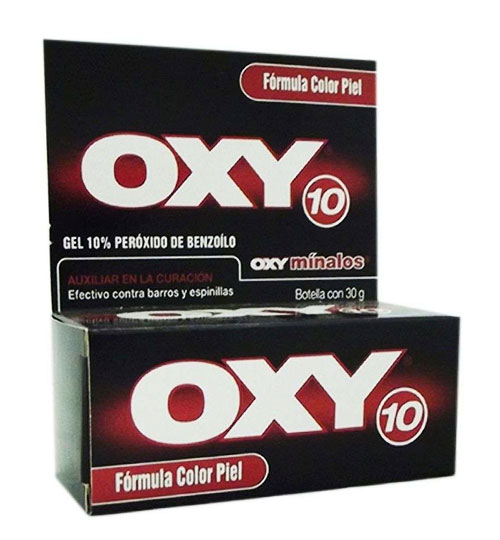 Fórmula Color Piel
OXY 10
GEL 10% PERÓXIDO DE BENZOÍLO
OXY mínalos
AUXILIAR EN LA CURACIÓN
Efectivo contra barros y espinillas
Botella con 30 g
OXY 10
Fórmula Color Piel